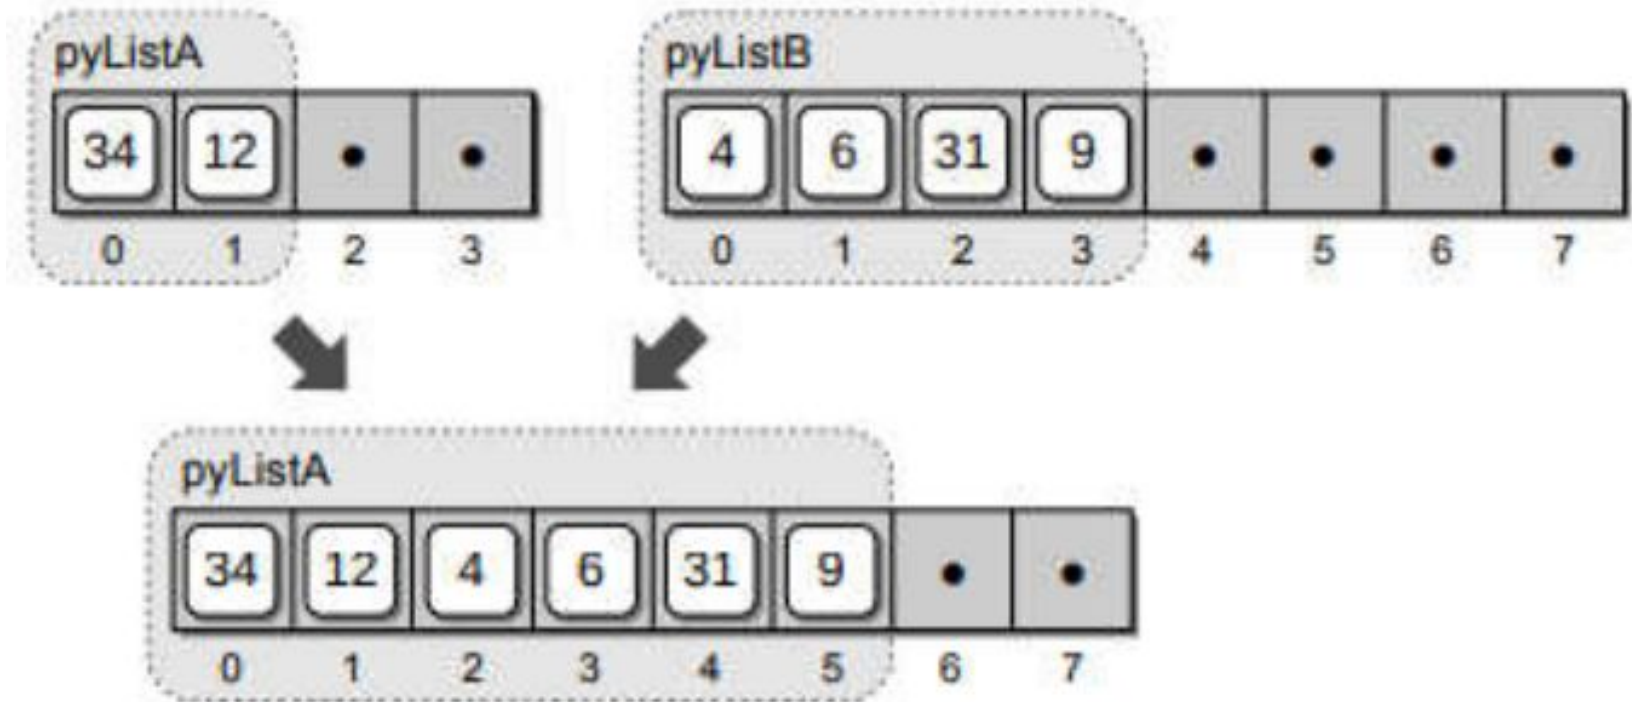 pyListA
34 12 • •
0 1 2 3
pyListB
4 6 31 9 • • • •
0 1 2 3 4 5 6 7
pyListA
34 12 4 6 31 9 • •
0 1 2 3 4 5 6 7